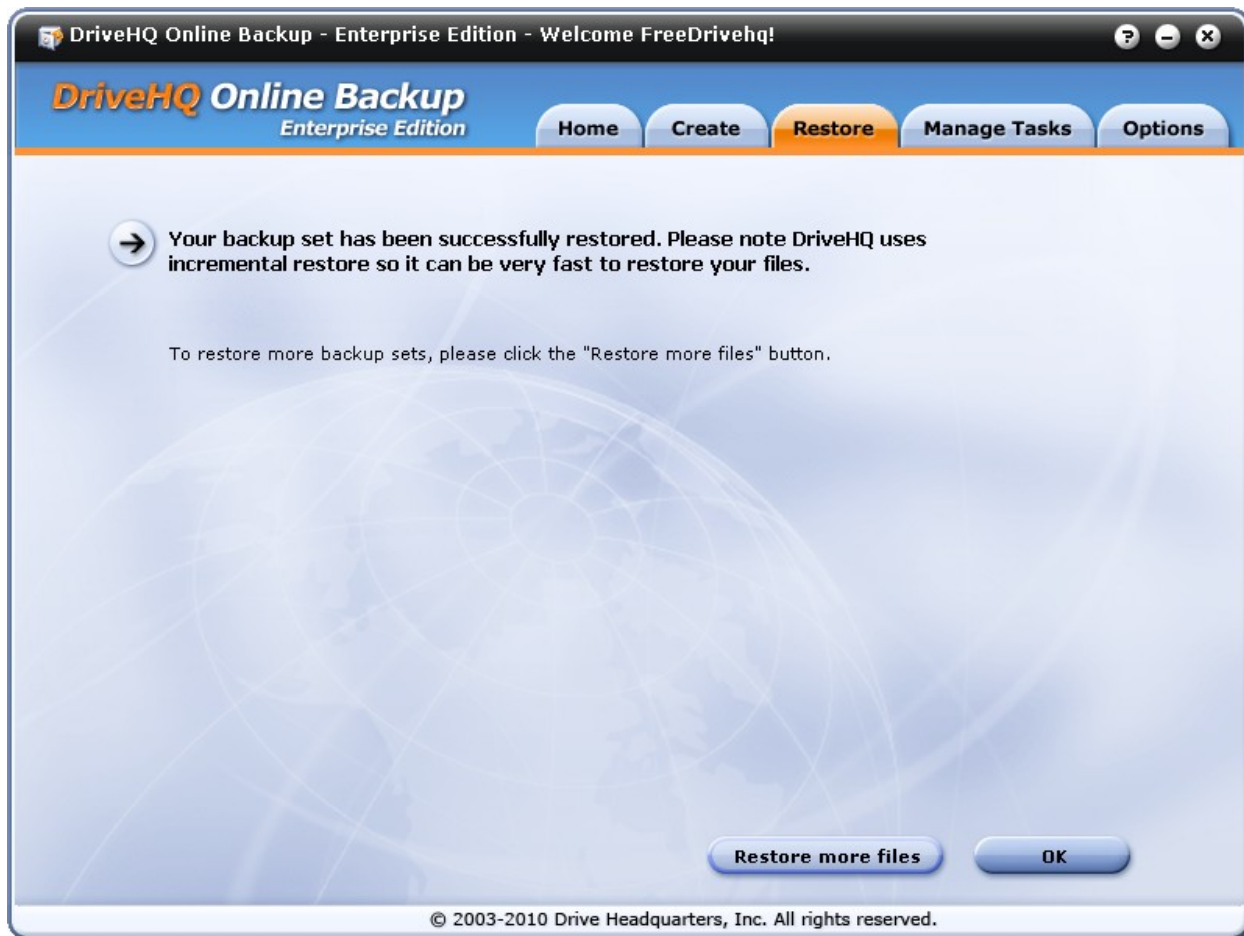 DriveHQ Online Backup - Enterprise Edition - Welcome FreeDrivehq!
DriveHQ Online Backup
Enterprise Edition
Home
Create
Restore
Manage Tasks
Options
Your backup set has been successfully restored. Please note DriveHQ uses
incremental restore so it can be very fast to restore your files.
To restore more backup sets, please click the "Restore more files" button.
Restore more files
OK
© 2003-2010 Drive Headquarters, Inc. All rights reserved.